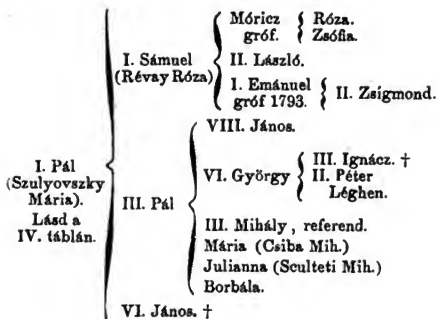 Móricz
gróf.
Róza.
Zsófia.
I. Sámuel
(Révay Róza)
II. László.
I. Emánuel
gróf 1793.
II. Zsigmond.
I. Pál
(Szulyovszky
Mária).
Lásd a
IV. táblán.
III. Pál
VIII. János.
VI. György
III. Ignácz. †
II. Péter
Léghen.
III. Mihály, referend.
Mária (Csiba Mih.)
Julianna (Sculteti Mih.)
Borbála.
VI. János. †